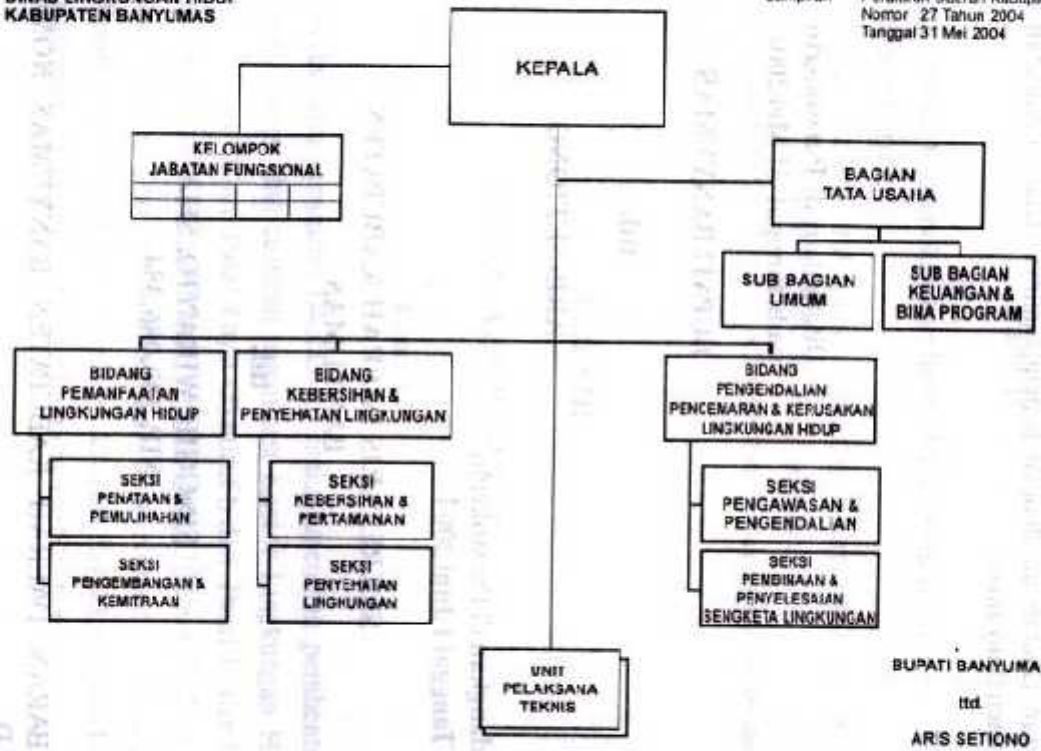 KABUPATEN BANYUMAS
Nomor 27 Tahun 2004
Tanggal 31 Mei 2004
KEPALA
KELOMPOK
JABATAN FUNGSIONAL
BAGIAN
TATA USAHA
SUB BAGIAN
UMUM
SUB BAGIAN
KEUANGAN &
BINA PROGRAM
BIDANG
PEMANFAATAN
LINGKUNGAN HIDUP
BIDANG
KEBERSIHAN &
PENYEHATAN LINGKUNGAN
BIDANG
PENGENDALIAN
PENCEMARAN & KERUSAKAN
LINGKUNGAN HIDUP
SEKSI
PENATAAN &
PEMULIHAHAN
SEKSI
PENGEMBANGAN &
KEMITRAAN
SEKSI
KEBERSIHAN &
PERTAMANAN
SEKSI
PENYEHATAN
LINGKUNGAN
SEKSI
PENGAWASAN &
PENGENDALIAN
SEKSI
PEMBINAAN &
PENYELESAIAN
SENGKETA LINGKUNGAN
UNIT
PELAKSANA
TEKNIS
BUPATI BANYUMA
ttd.
ARIS SETIONO